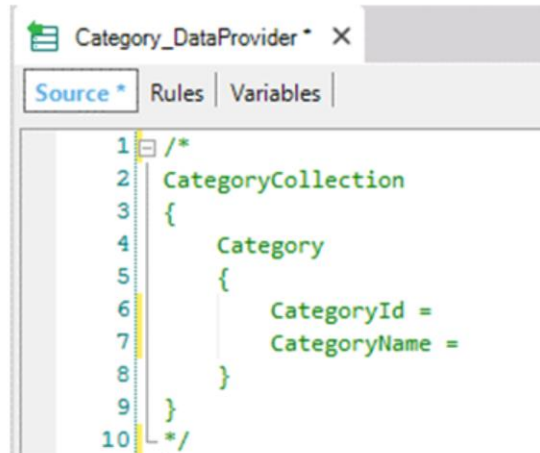 Category_DataProvider * ×
Source * Rules Variables
1 /*
2 CategoryCollection
3 {
4 Category
5 {
6 CategoryId =
7 CategoryName =
8 }
9 }
10 */